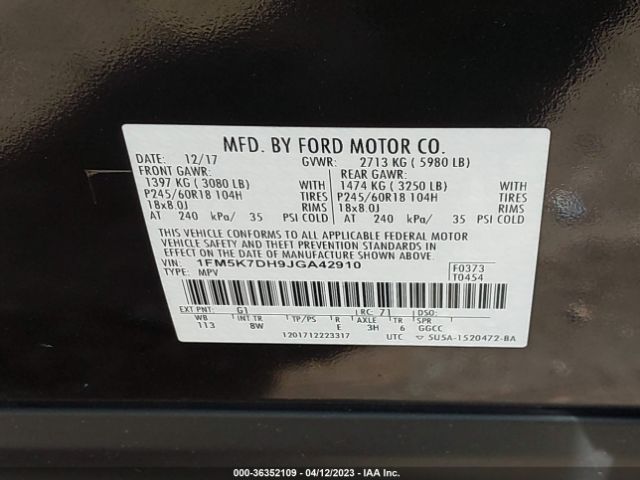 MFD. BY FORD MOTOR CO.
DATE: 12/17 GVWR: 2713 KG ( 5980 LB)
FRONT GAWR: REAR GAWR:
1397 KG ( 3080 LB) WITH 1474 KG ( 3250 LB) WITH
P245/60R18 104H TIRES P245/60R18 104H TIRES
18x8.0J RIMS 18x8.0J RIMS
AT 240 kPa/ 35 PSI COLD AT 240 kPa/ 35 PSI COLD
THIS VEHICLE CONFORMS TO ALL APPLICABLE FEDERAL MOTOR
VEHICLE SAFETY AND THEFT PREVENTION STANDARDS IN
EFFECT ON THE DATE OF MANUFACTURE SHOWN ABOVE.
VIN: 1FM5K7DH9JGA42910 F0373
TYPE: MPV T0454
EXT PNT: G1 RC: 71 DSO:
WB INT TR TP/PS R AXLE TR SPR
113 8W E 3H 6 GGCC
1201712223317 UTC 5U5A-1520472-BA
000-36352109 - 04/12/2023 - IAA Inc.